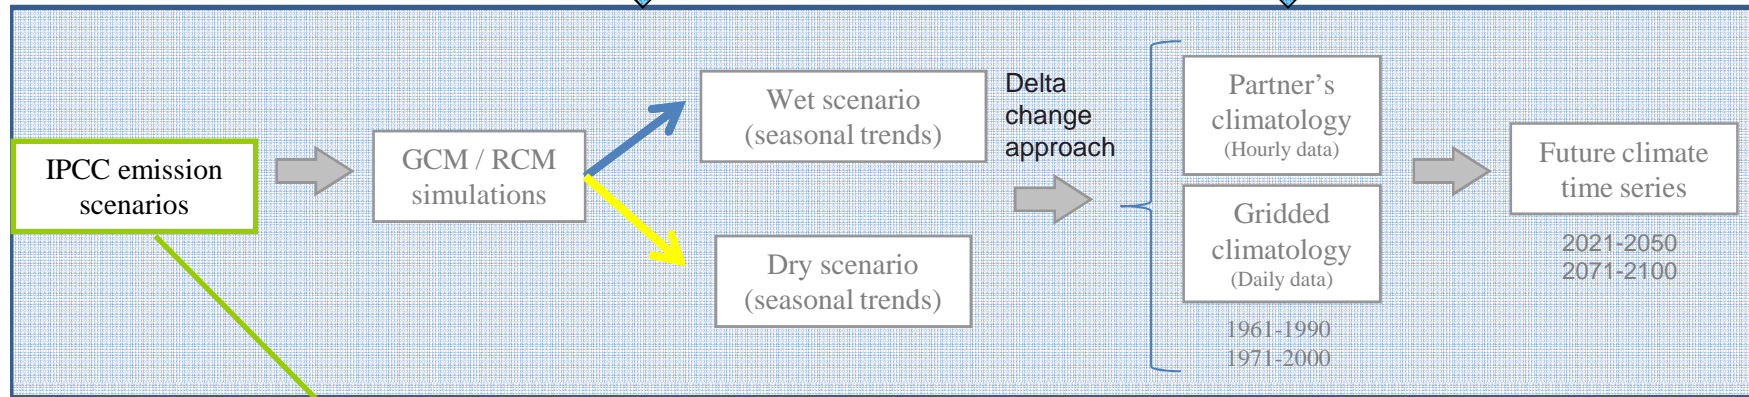 IPCC emission
scenarios
GCM / RCM
simulations
Wet scenario
(seasonal trends)
Dry scenario
(seasonal trends)
Delta
change
approach
Partner's
climatology
(Hourly data)
Gridded
climatology
(Daily data)
1961-1990
1971-2000
Future climate
time series
2021-2050
2071-2100